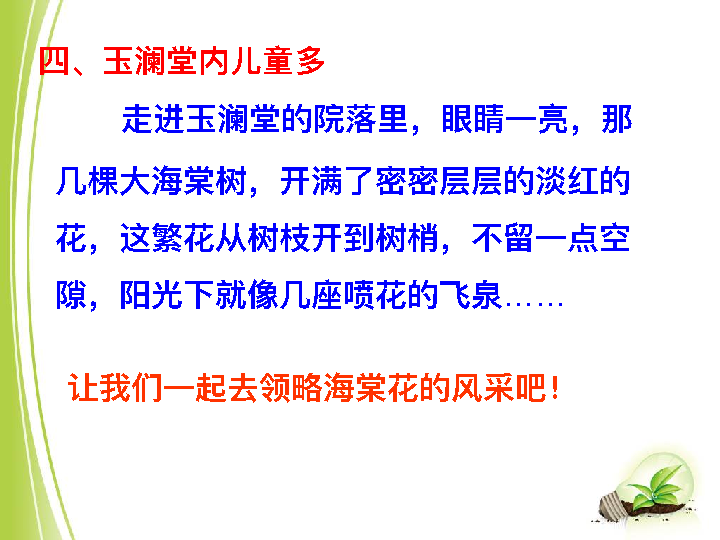 四、玉澜堂内儿童多
走进玉澜堂的院落里，眼睛一亮，那
几棵大海棠树，开满了密密层层的淡红的
花，这繁花从树枝开到树梢，不留一点空
隙，阳光下就像几座喷花的飞泉……
让我们一起去领略海棠花的风采吧！